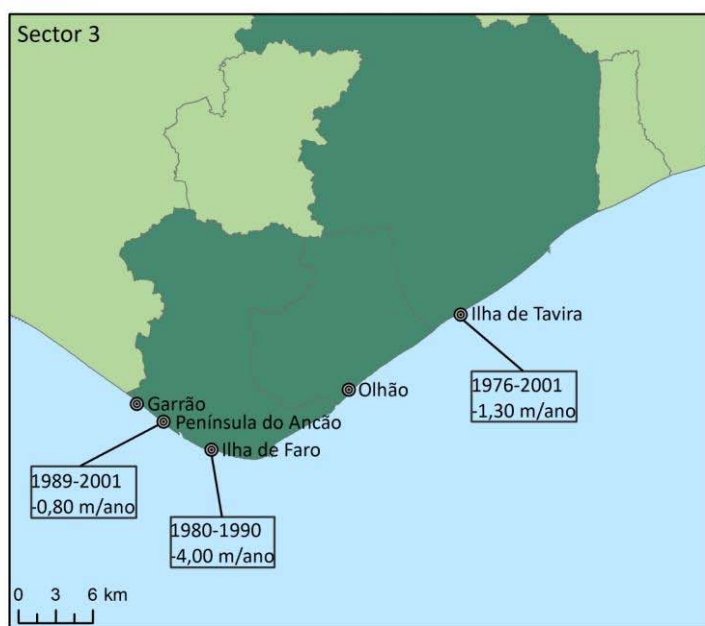 Sector 3
Ilha de Tavira
1976-2001
-1,30 m/ano
Olhão
Garrão
Península do Ancão
Ilha de Faro
1989-2001
-0,80 m/ano
1980-1990
-4,00 m/ano
0 3 6 km